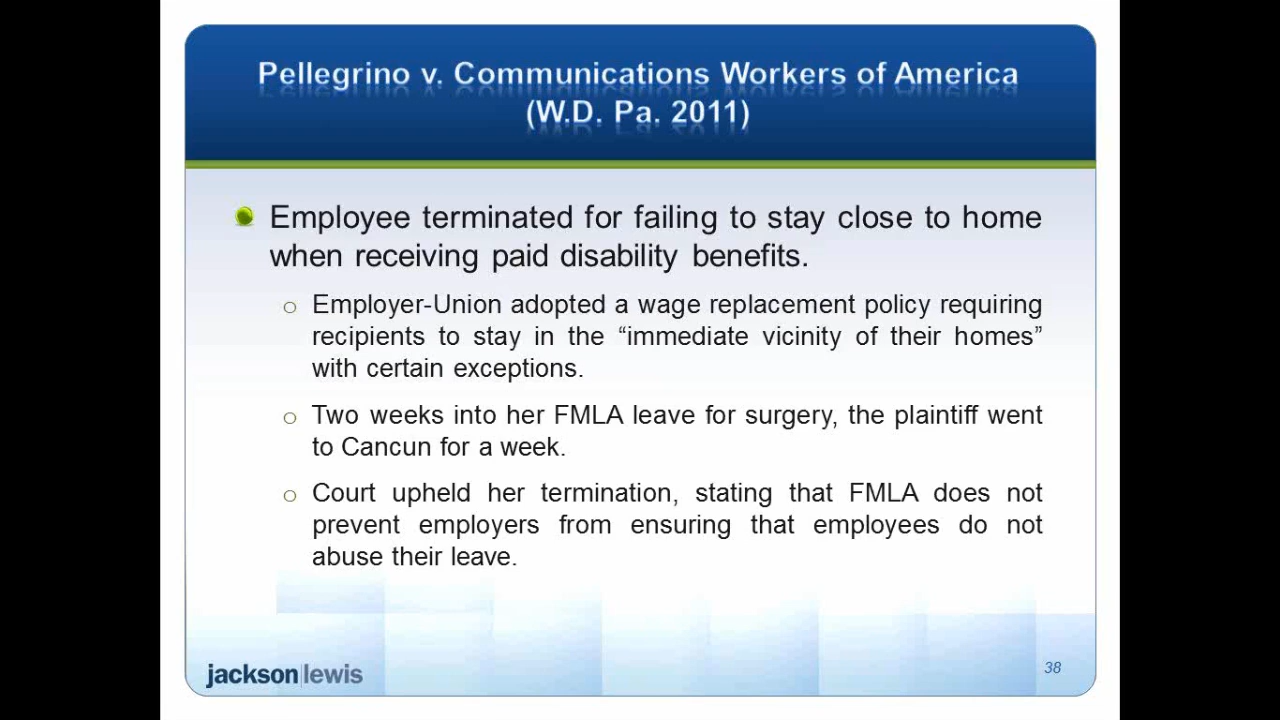 Pellegrino v. Communications Workers of America
(W.D. Pa. 2011)
Employee terminated for failing to stay close to home
when receiving paid disability benefits.
o Employer-Union adopted a wage replacement policy requiring
recipients to stay in the “immediate vicinity of their homes”
with certain exceptions.
o Two weeks into her FMLA leave for surgery, the plaintiff went
to Cancun for a week.
o Court upheld her termination, stating that FMLA does not
prevent employers from ensuring that employees do not
abuse their leave.
jackson|lewis
38